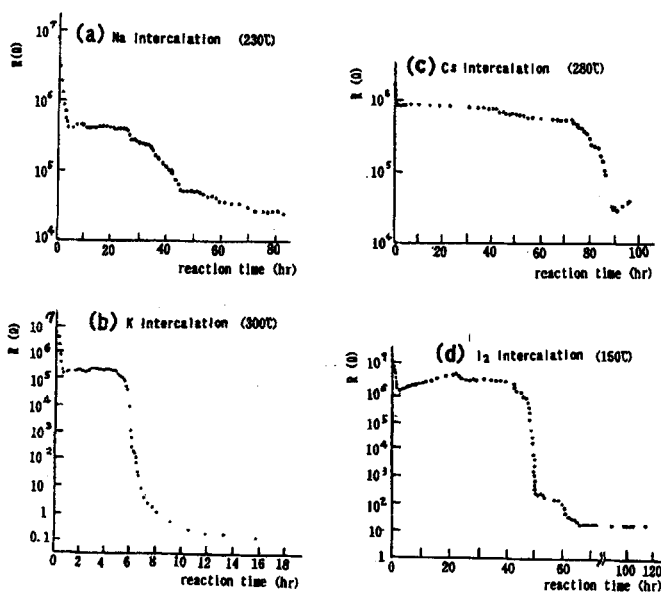 (a) Na Intercalation (230℃)
R(Ω)
10⁷
10⁶
10⁵
10⁴
0 20 40 60 80
reaction time (hr)
(c) Cs Intercalation (280℃)
R (Ω)
10⁶
10⁵
10⁶
0 20 40 60 80 100
reaction time (hr)
(b) K Intercalation (300℃)
R (Ω)
10⁷
10⁶
10⁵
10⁴
10³
10²
10
1
0.1
0 2 4 6 8 10 12 14 16 18
reaction time (hr)
(d) I₂ Intercalation (150℃)
R (Ω)
10⁷
10⁶
10⁵
10⁴
10³
10²
10
1
0 20 40 60 100 120
reaction time (hr)